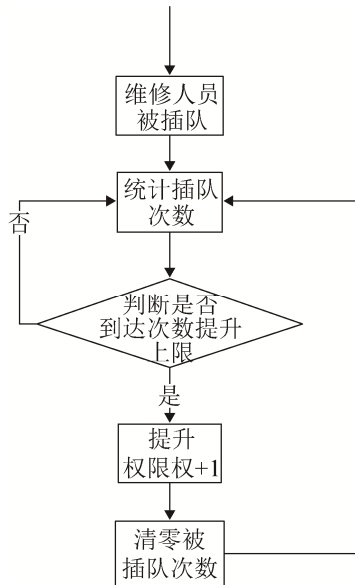 维修人员
被插队
统计插队
次数
否
判断是否
到达次数提升
上限
是
提升
权限权+1
清零被
插队次数